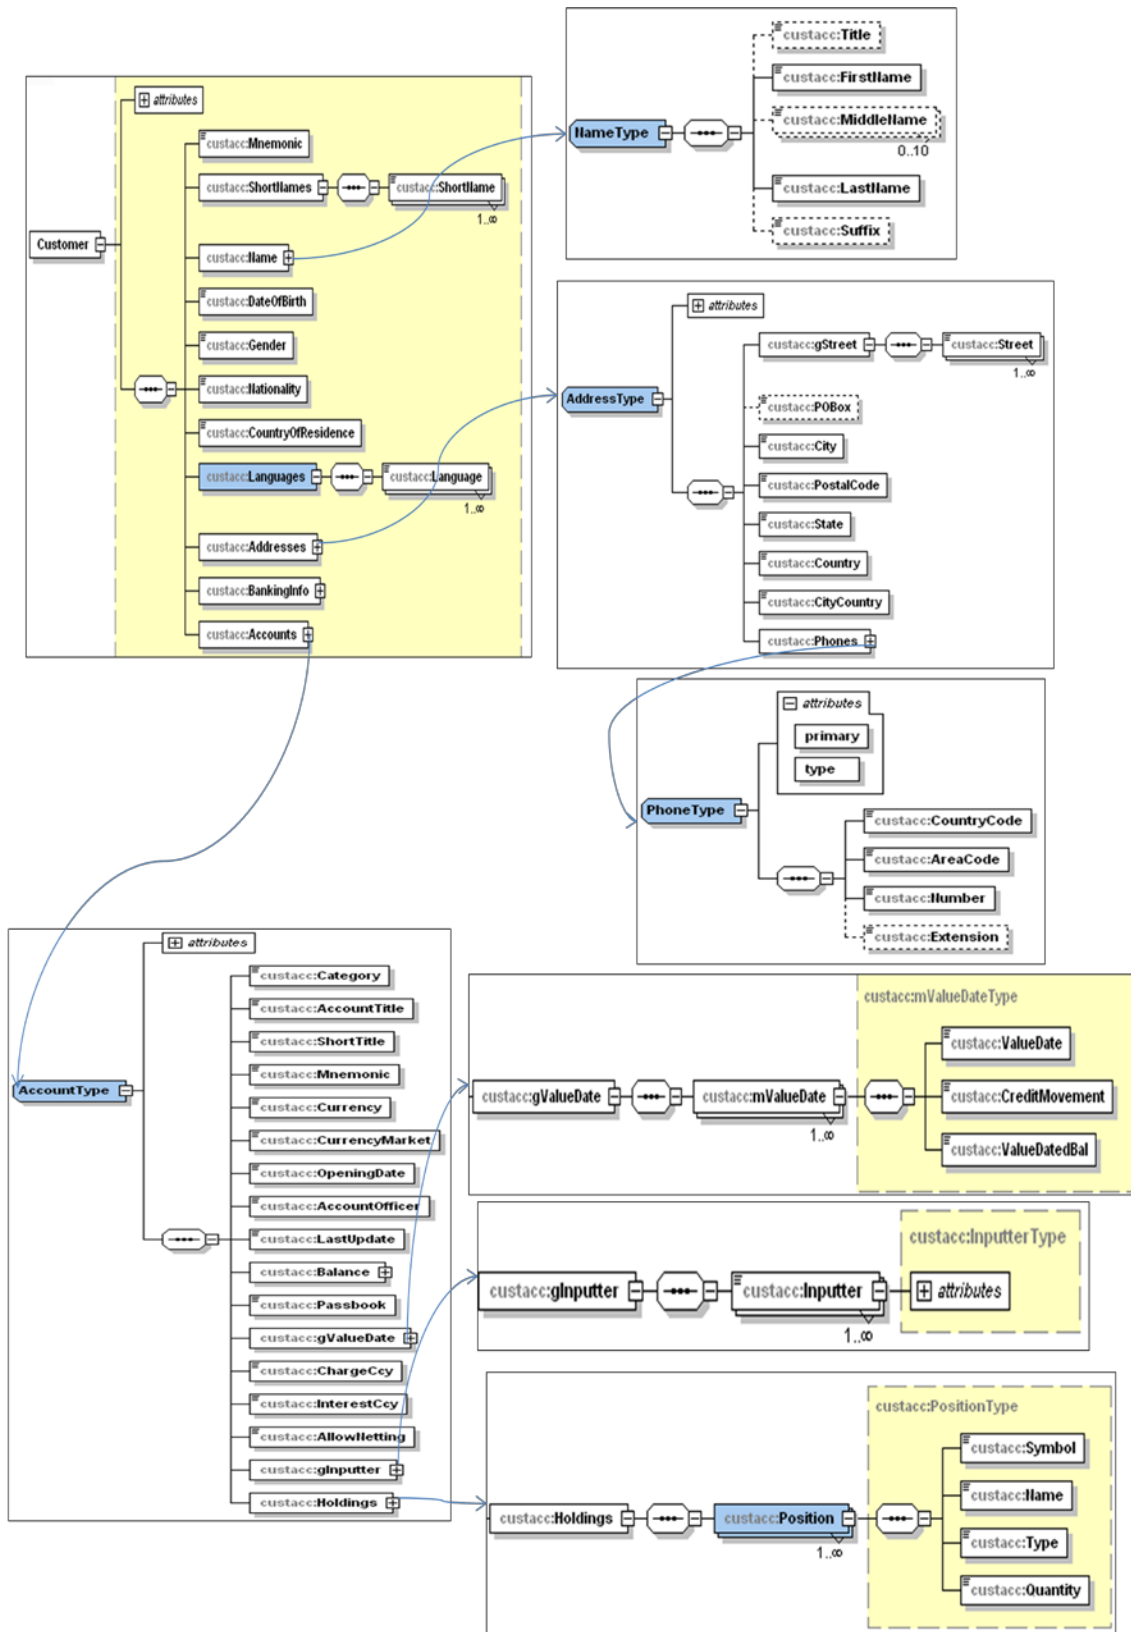 Customer
attributes
custacc:Mnemonic
custacc:ShortNames
custacc:ShortName
1..∞
custacc:Name
custacc:DateOfBirth
custacc:Gender
custacc:Nationality
custacc:CountryOfResidence
custacc:Languages
custacc:Language
1..∞
custacc:Addresses
custacc:BankingInfo
custacc:Accounts
NameType
custacc:Title
custacc:FirstName
custacc:MiddleName
0..10
custacc:LastName
custacc:Suffix
AddressType
attributes
custacc:gStreet
custacc:Street
1..∞
custacc:POBox
custacc:City
custacc:PostalCode
custacc:State
custacc:Country
custacc:CityCountry
custacc:Phones
PhoneType
attributes
primary
type
custacc:CountryCode
custacc:AreaCode
custacc:Number
custacc:Extension
AccountType
attributes
custacc:Category
custacc:AccountTitle
custacc:ShortTitle
custacc:Mnemonic
custacc:Currency
custacc:CurrencyMarket
custacc:OpeningDate
custacc:AccountOfficer
custacc:LastUpdate
custacc:Balance
custacc:Passbook
custacc:gValueDate
custacc:ChargeCcy
custacc:InterestCcy
custacc:AllowNetting
custacc:gInputter
custacc:Holdings
custacc:mValueDateType
custacc:gValueDate
custacc:mValueDate
1..∞
custacc:ValueDate
custacc:CreditMovement
custacc:ValueDatedBal
custacc:InputterType
custacc:gInputter
custacc:Inputter
1..∞
attributes
custacc:PositionType
custacc:Holdings
custacc:Position
1..∞
custacc:Symbol
custacc:Name
custacc:Type
custacc:Quantity